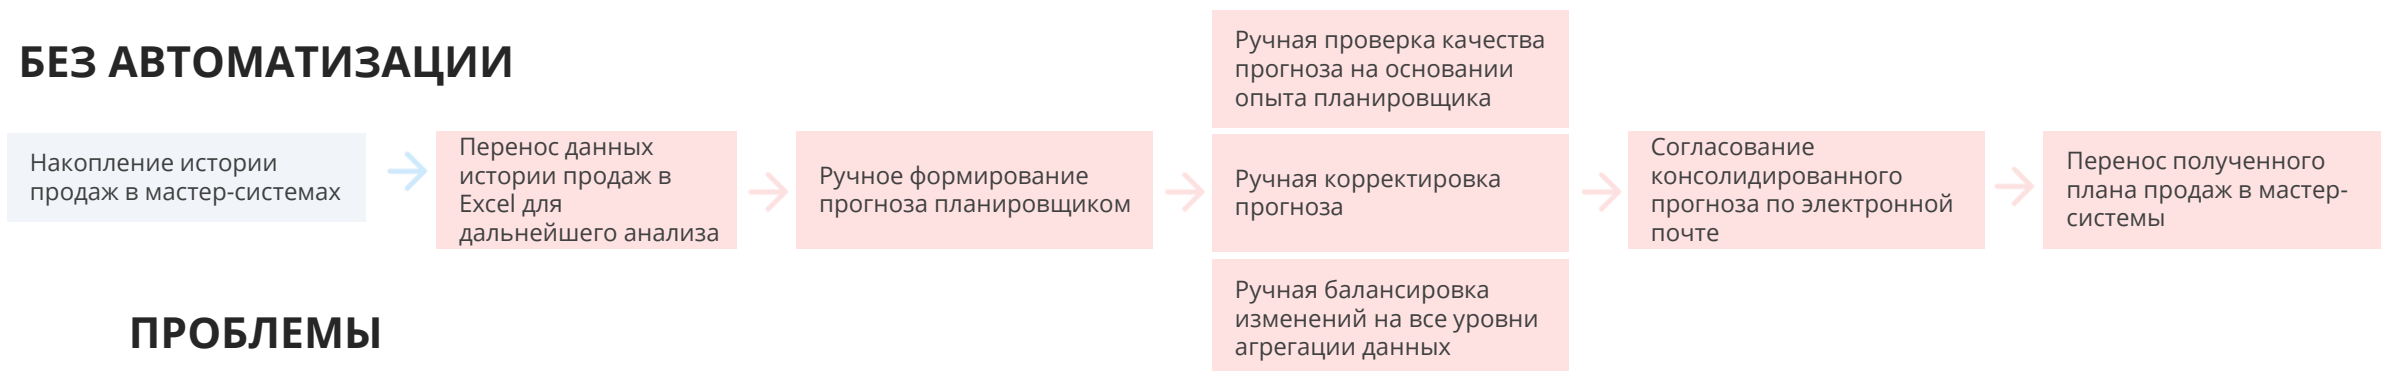 БЕЗ АВТОМАТИЗАЦИИ
Накопление истории
продаж в мастер-системах
Перенос данных
истории продаж в
Excel для
дальнейшего анализа
Ручное формирование
прогноза планировщиком
Ручная проверка качества
прогноза на основании
опыта планировщика
Ручная корректировка
прогноза
Ручная балансировка
изменений на все уровни
агрегации данных
Согласование
консолидированного
прогноза по электронной
почте
Перенос полученного
плана продаж в мастер-
системы
ПРОБЛЕМЫ